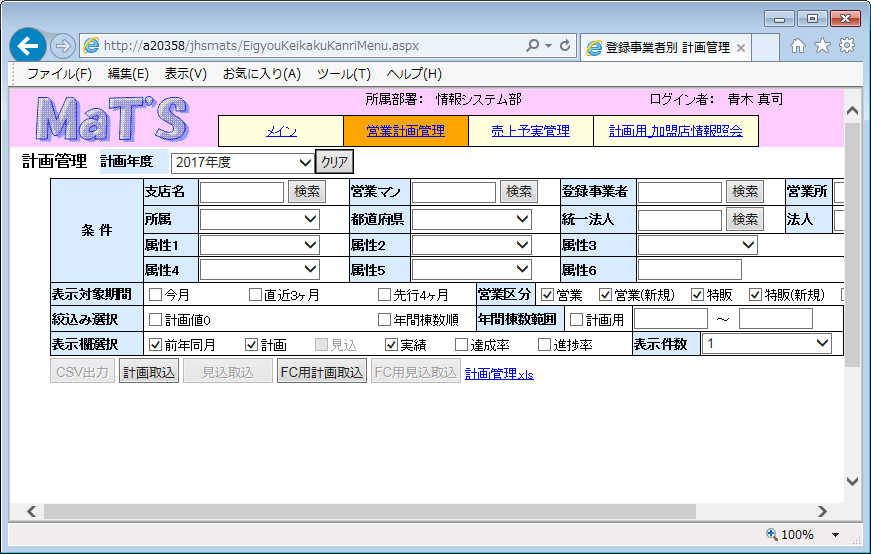 http://a20358/jhsmats/EigyouKeikakuKanriMenu.aspx
登録事業者別 計画管理
ファイル(F) 編集(E) 表示(V) お気に入り(A) ツール(T) ヘルプ(H)
MaT'S
所属部署： 情報システム部 ログイン者： 青木 真司
メイン 営業計画管理 売上予実管理 計画用_加盟店情報照会
計画管理 計画年度 2017年度 クリア
条件
支店名 検索 営業マン 検索 登録事業者 検索 営業所
所属 都道府県 統一法人 検索 法人
属性1 属性2 属性3
属性4 属性5 属性6
表示対象期間 今月 直近3ヶ月 先行4ヶ月 営業区分 営業 営業(新規) 特販 特販(新規)
絞込み選択 計画値0 年間棟数順 年間棟数範囲 計画用 ～
表示欄選択 前年同月 計画 見込 実績 達成率 進捗率 表示件数 1
CSV出力 計画取込 見込取込 FC用計画取込 FC用見込取込 計画管理.xls
100%